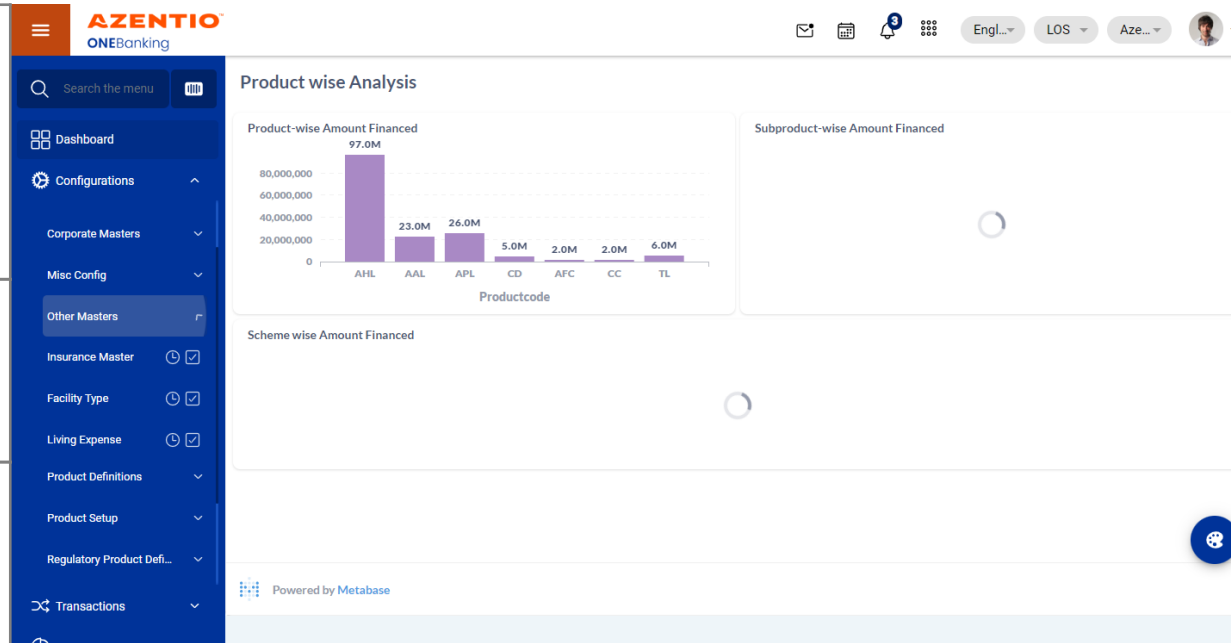 AZENTIO
ONEBanking
3
Engl...
LOS
Aze...
Search the menu
Dashboard
Configurations
Corporate Masters
Misc Config
Other Masters
Insurance Master
Facility Type
Living Expense
Product Definitions
Product Setup
Regulatory Product Defi...
Transactions
Product wise Analysis
Product-wise Amount Financed
97.0M
80,000,000
60,000,000
40,000,000
23.0M
26.0M
20,000,000
5.0M
2.0M
2.0M
6.0M
0
AHL
AAL
APL
CD
AFC
CC
TL
Productcode
Subproduct-wise Amount Financed
Scheme wise Amount Financed
Powered by Metabase